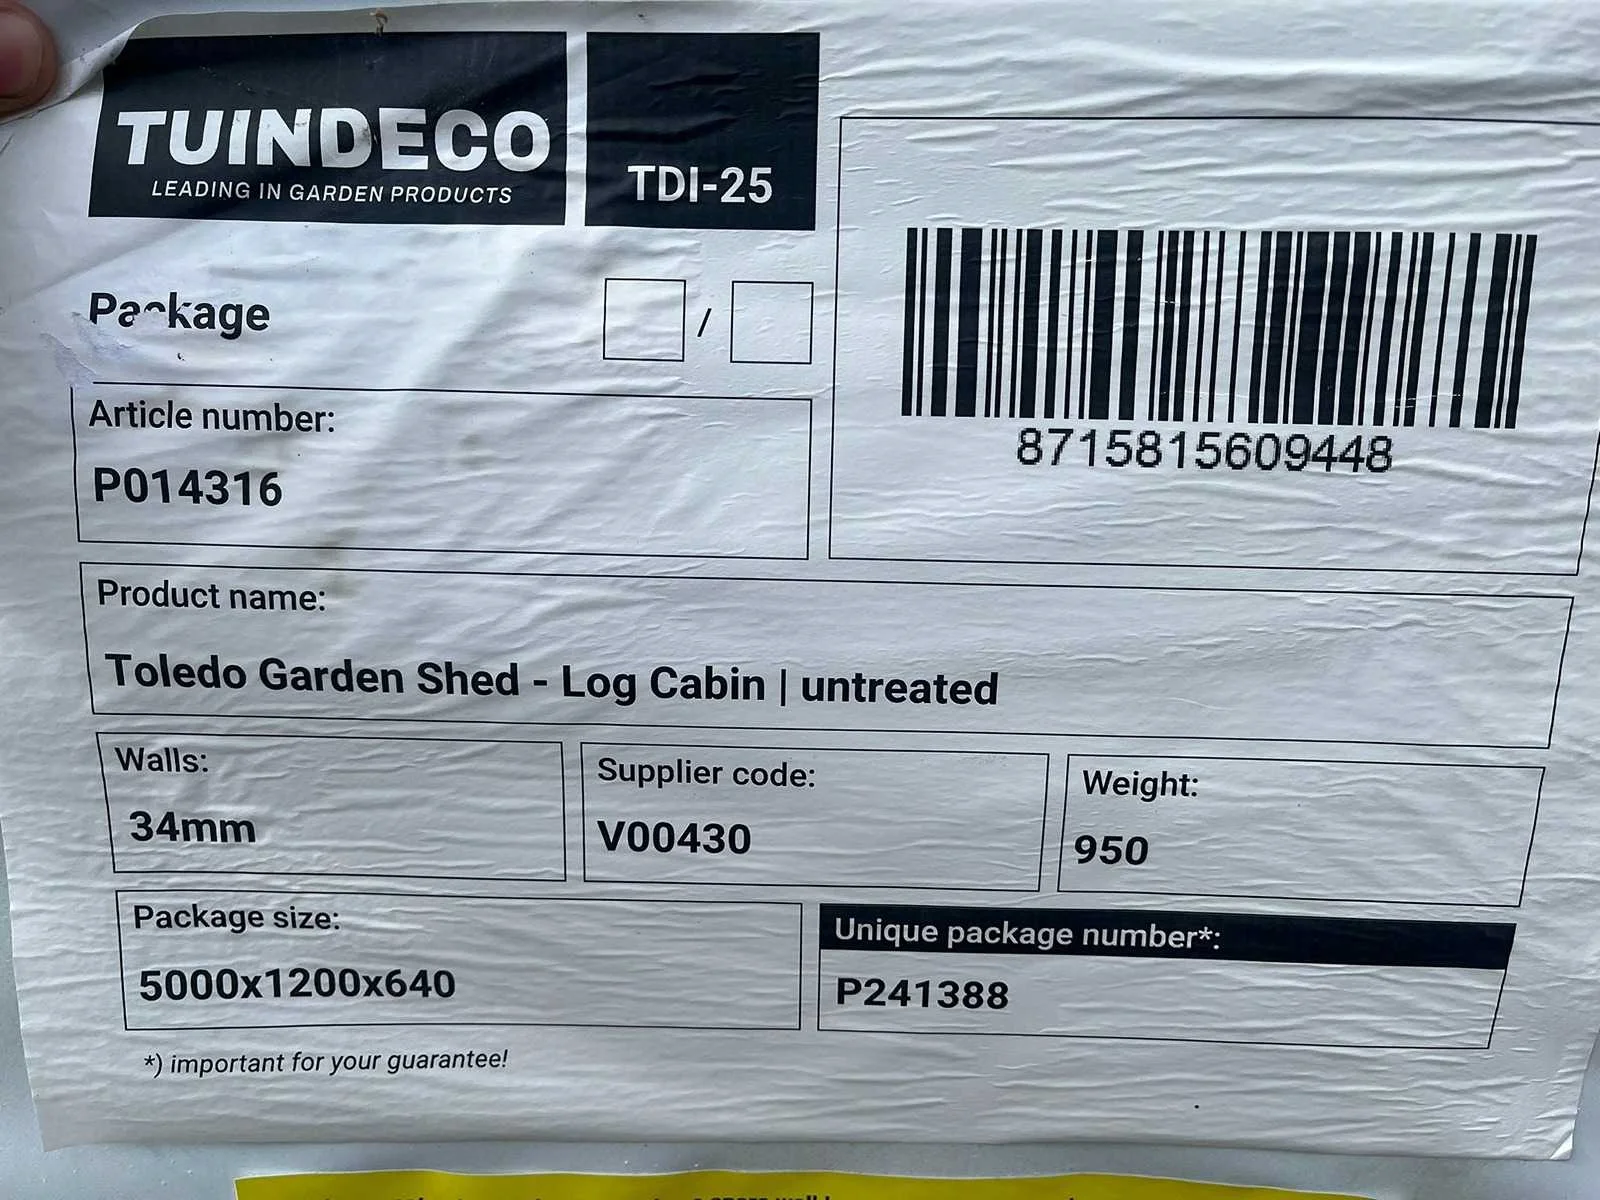 TUINDECO
LEADING IN GARDEN PRODUCTS
TDI-25
Package / 
8715815609448
Article number:
P014316
Product name:
Toledo Garden Shed - Log Cabin | untreated
Walls:
34mm
Supplier code:
V00430
Weight:
950
Package size:
5000x1200x640
Unique package number*:
P241388
*) important for your guarantee!